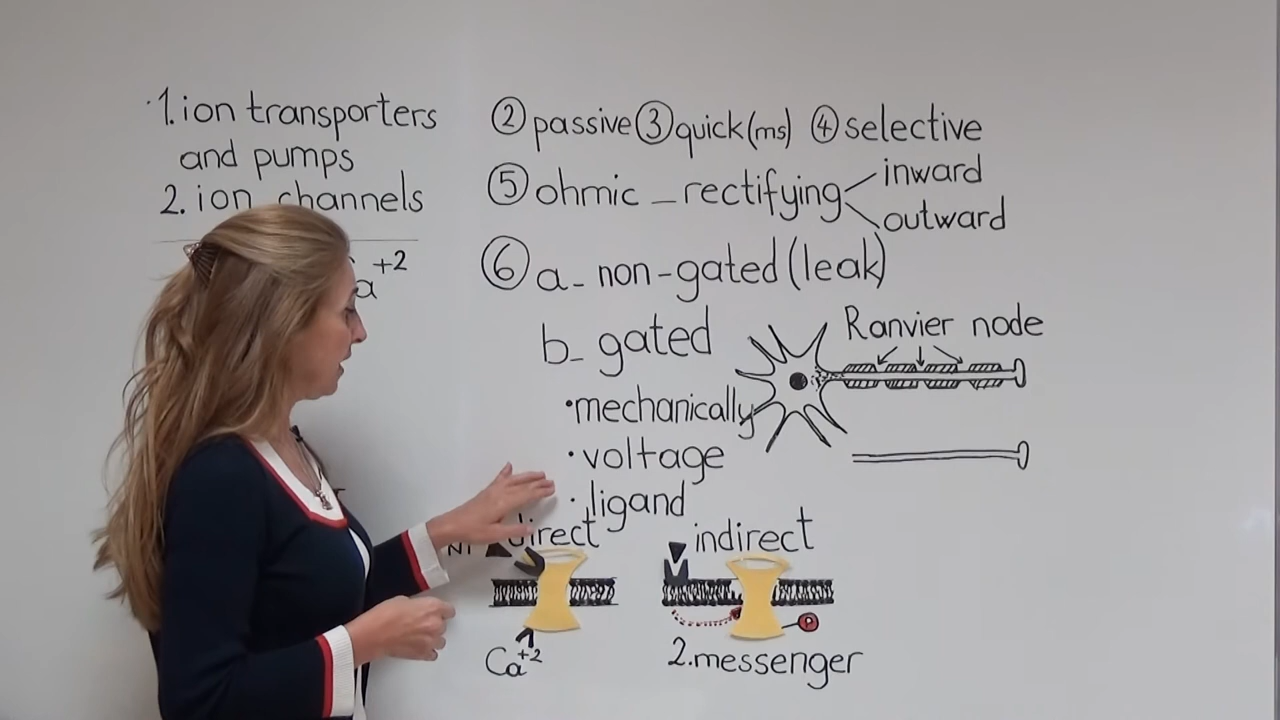 1. ion transporters
and pumps
2. ion channels
a+2
② passive ③ quick (ms) ④ selective
⑤ ohmic _ rectifying
inward
outward
⑥ a_ non-gated (leak)
b_ gated
Ranvier node
•mechanically
•voltage
•ligand
direct
indirect
Ca+2
P
2.messenger